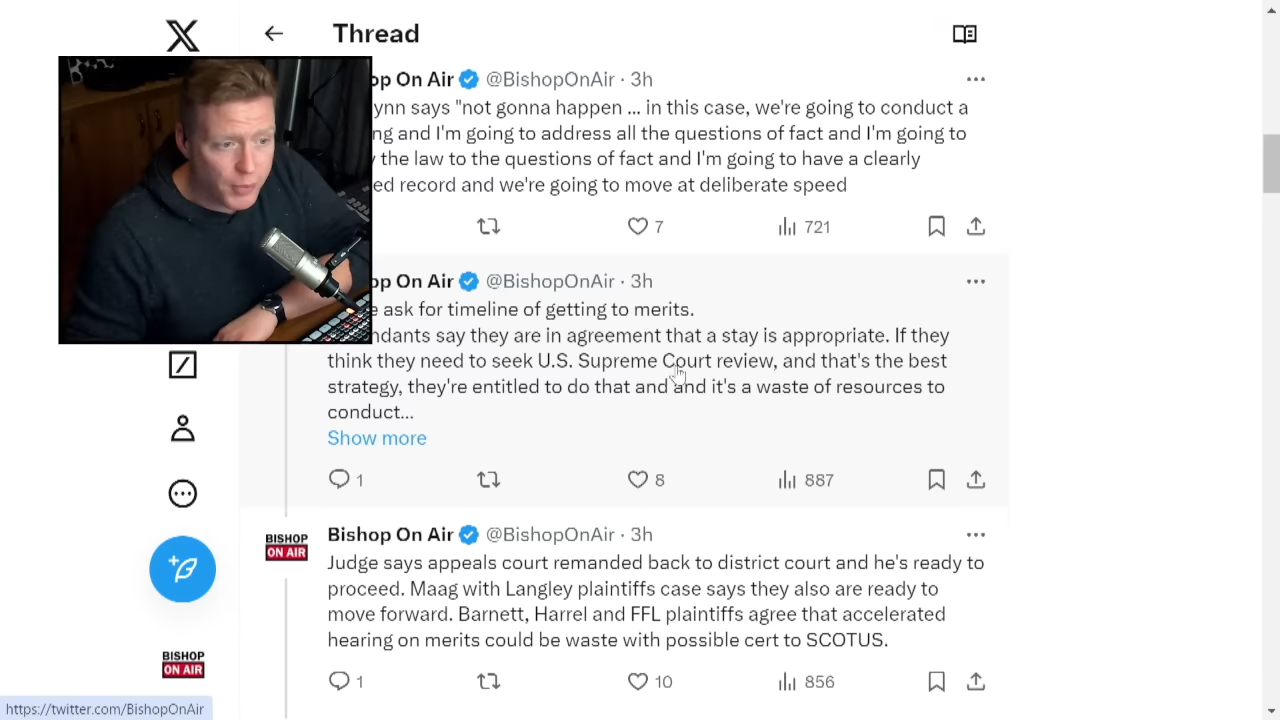 Thread
op On Air @BishopOnAir · 3h
ynn says "not gonna happen ... in this case, we're going to conduct a
ng and I'm going to address all the questions of fact and I'm going to
y the law to the questions of fact and I'm going to have a clearly
ed record and we're going to move at deliberate speed
7 721
op On Air @BishopOnAir · 3h
e ask for timeline of getting to merits.
ndants say they are in agreement that a stay is appropriate. If they
think they need to seek U.S. Supreme Court review, and that's the best
strategy, they're entitled to do that and and it's a waste of resources to
conduct...
Show more
1 8 887
BISHOP
ON AIR
Bishop On Air @BishopOnAir · 3h
Judge says appeals court remanded back to district court and he's ready to
proceed. Maag with Langley plaintiffs case says they also are ready to
move forward. Barnett, Harrel and FFL plaintiffs agree that accelerated
hearing on merits could be waste with possible cert to SCOTUS.
1 10 856
BISHOP
ON AIR
https://twitter.com/BishopOnAir